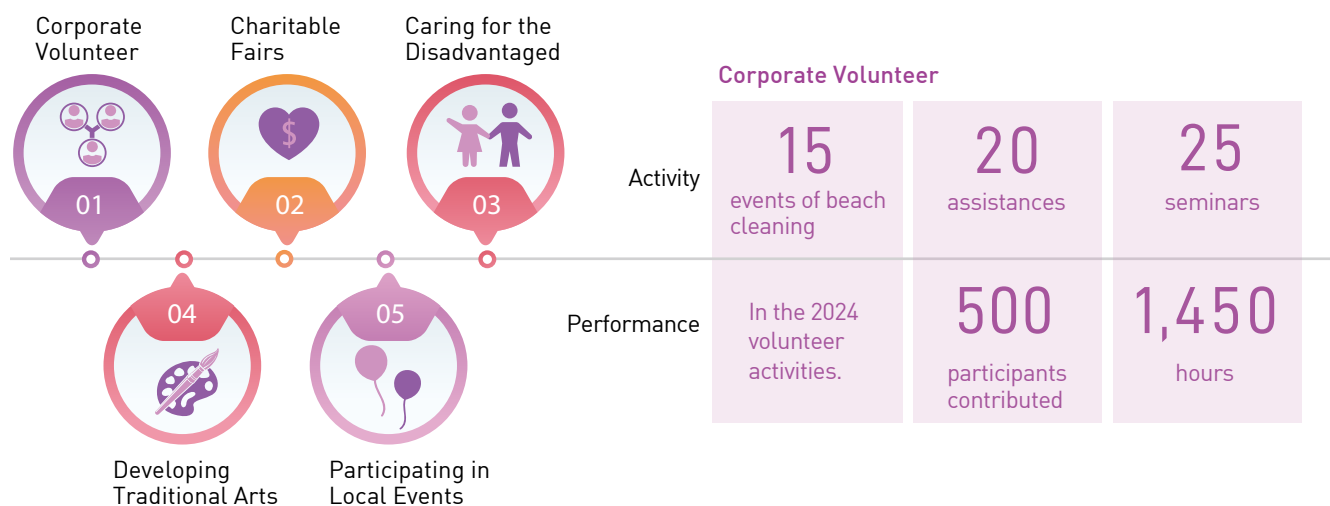 Corporate
Volunteer
01
Charitable
Fairs
$
02
Caring for the
Disadvantaged
03
04
Developing
Traditional Arts
05
Participating in
Local Events
Corporate Volunteer
Activity
15
events of beach
cleaning
20
assistances
25
seminars
Performance
In the 2024
volunteer
activities.
500
participants
contributed
1,450
hours